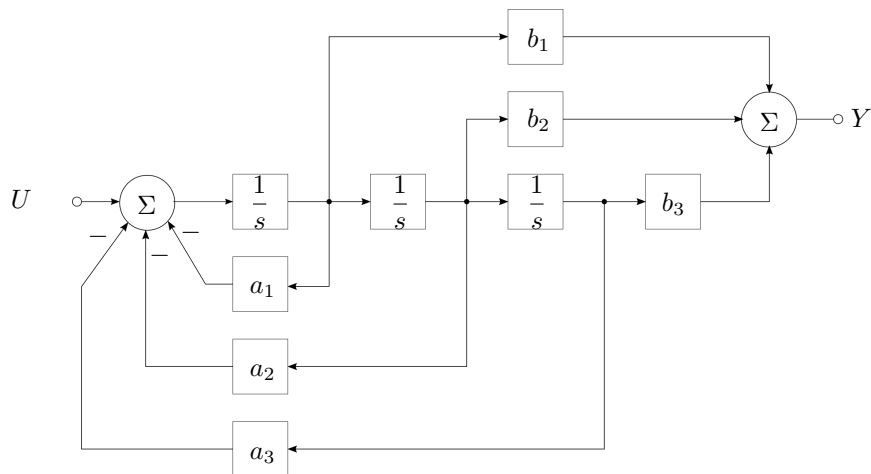 b₁
b₂
Σ
Y
U
Σ
1/s
1/s
1/s
b₃
−
−
−
a₁
a₂
a₃